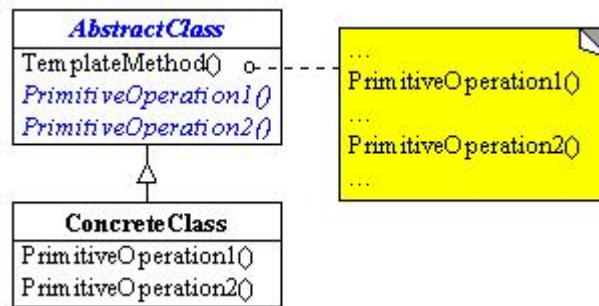 AbstractClass
TemplateMethod()
PrimitiveOperation1()
PrimitiveOperation2()
...
PrimitiveOperation1()
...
PrimitiveOperation2()
...
ConcreteClass
PrimitiveOperation1()
PrimitiveOperation2()